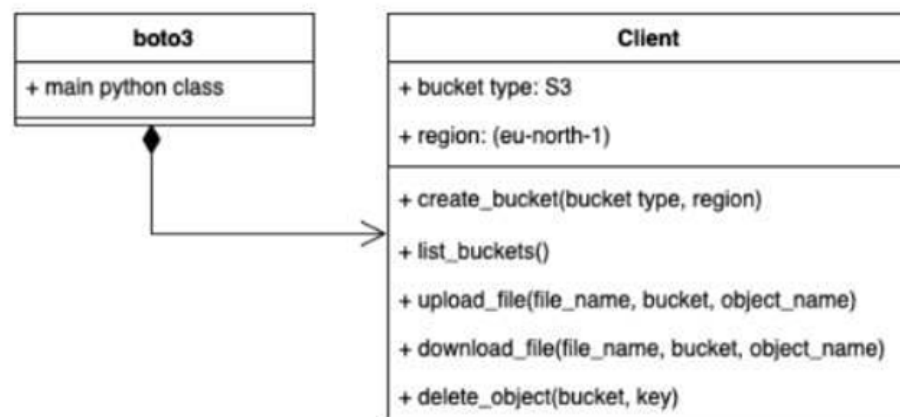 boto3
+ main python class
Client
+ bucket type: S3
+ region: (eu-north-1)
+ create_bucket(bucket type, region)
+ list_buckets()
+ upload_file(file_name, bucket, object_name)
+ download_file(file_name, bucket, object_name)
+ delete_object(bucket, key)